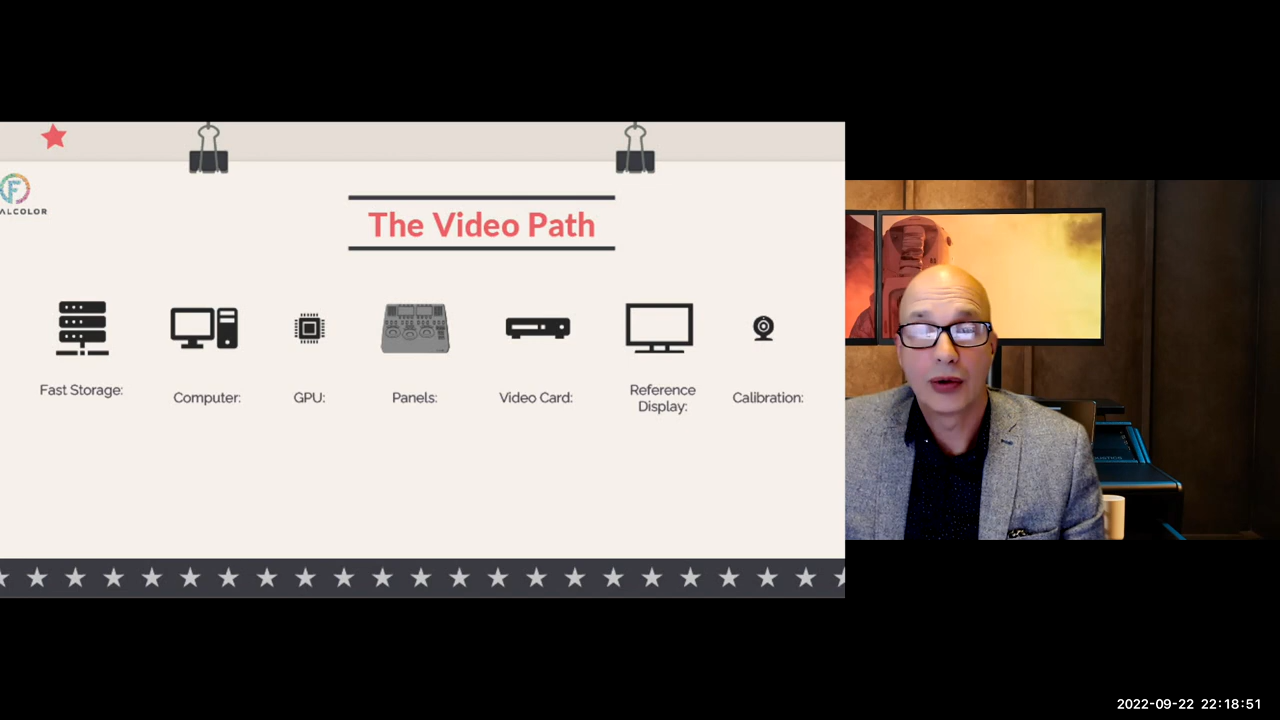 The Video Path
ALCOLOR
Fast Storage:
Computer:
GPU:
Panels:
Video Card:
Reference
Display:
Calibration:
2022-09-22 22:18:51